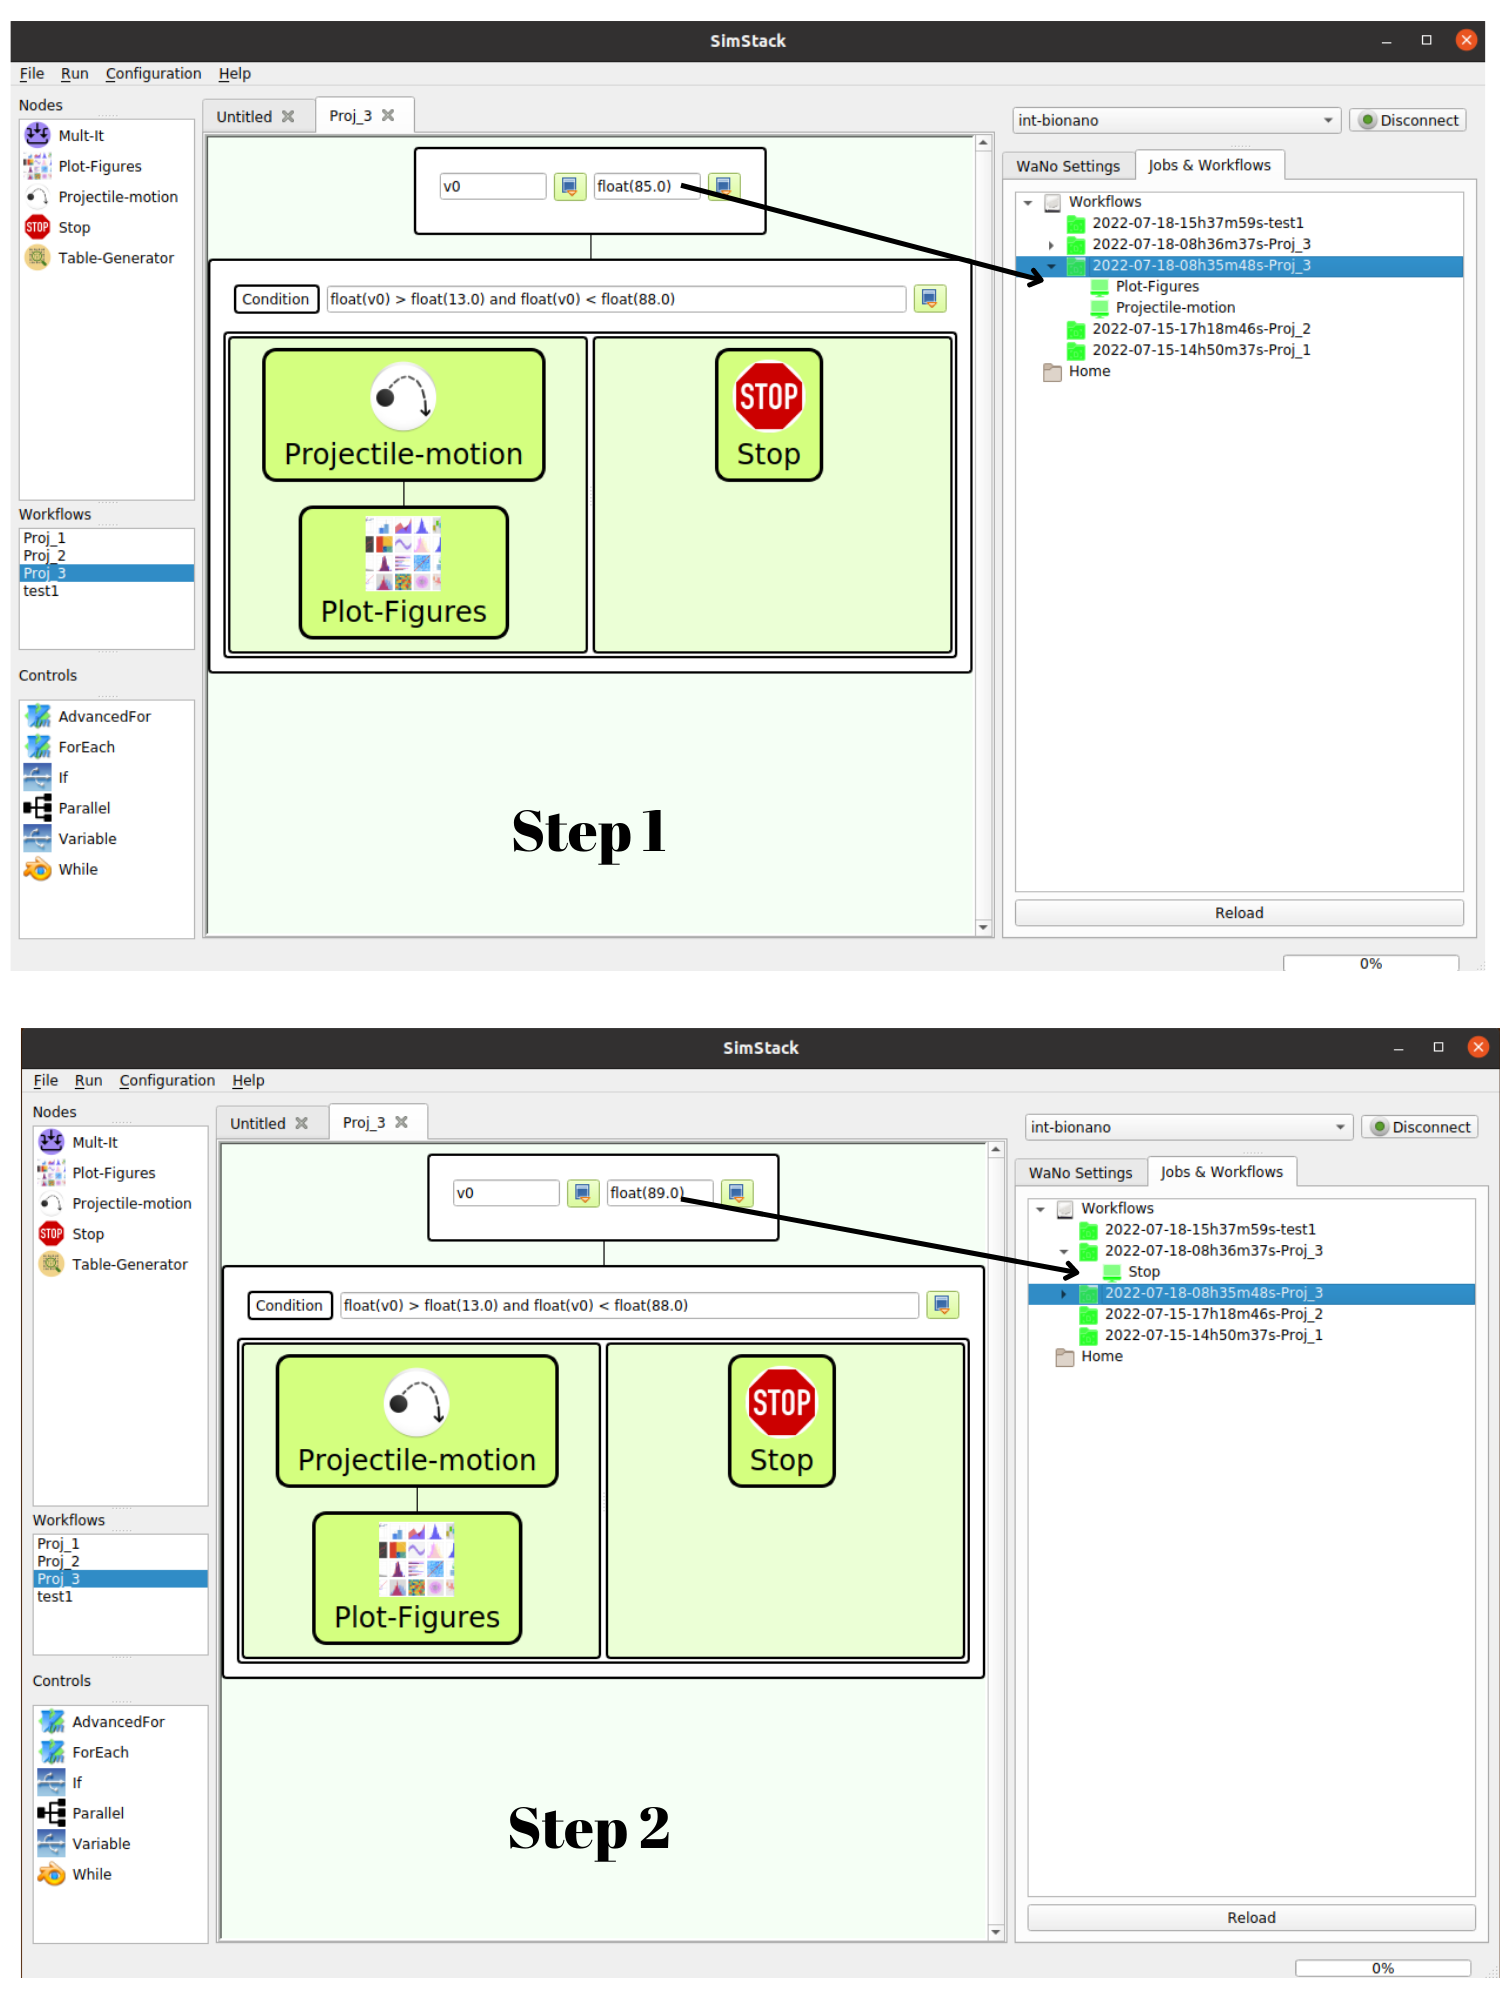 SimStack
File Run Configuration Help
Nodes
Mult-It
Plot-Figures
Projectile-motion
Stop
Table-Generator
Workflows
Proj_1
Proj_2
Proj_3
test1
Controls
AdvancedFor
ForEach
If
Parallel
Variable
While
Untitled Proj_3
v0 float(85.0)
Condition float(v0) > float(13.0) and float(v0) < float(88.0)
Projectile-motion
Plot-Figures
STOP
Stop
Step 1
int-bionano Disconnect
WaNo Settings Jobs & Workflows
Workflows
2022-07-18-15h37m59s-test1
2022-07-18-08h36m37s-Proj_3
2022-07-18-08h35m48s-Proj_3
Plot-Figures
Projectile-motion
2022-07-15-17h18m46s-Proj_2
2022-07-15-14h50m37s-Proj_1
Home
Reload
0%
SimStack
File Run Configuration Help
Nodes
Mult-It
Plot-Figures
Projectile-motion
Stop
Table-Generator
Workflows
Proj_1
Proj_2
Proj_3
test1
Controls
AdvancedFor
ForEach
If
Parallel
Variable
While
Untitled Proj_3
v0 float(89.0)
Condition float(v0) > float(13.0) and float(v0) < float(88.0)
Projectile-motion
Plot-Figures
STOP
Stop
Step 2
int-bionano Disconnect
WaNo Settings Jobs & Workflows
Workflows
2022-07-18-15h37m59s-test1
2022-07-18-08h36m37s-Proj_3
Stop
2022-07-18-08h35m48s-Proj_3
2022-07-15-17h18m46s-Proj_2
2022-07-15-14h50m37s-Proj_1
Home
Reload
0%